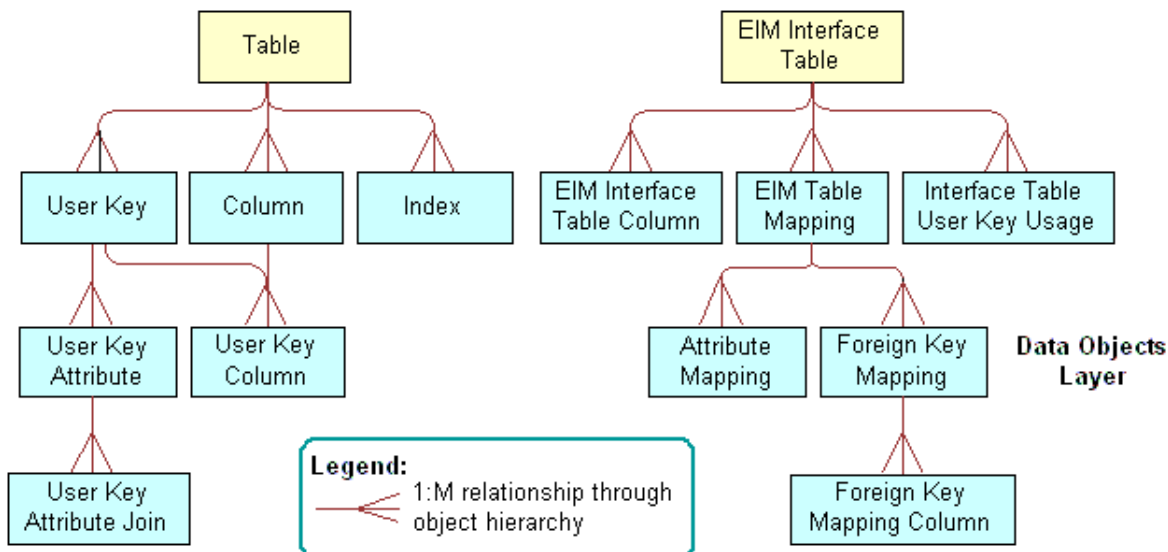 Table
EIM Interface
Table
User Key
Column
Index
EIM Interface
Table Column
EIM Table
Mapping
Interface Table
User Key Usage
User Key
Attribute
User Key
Column
Attribute
Mapping
Foreign Key
Mapping
Data Objects
Layer
User Key
Attribute Join
Legend:
1:M relationship through
object hierarchy
Foreign Key
Mapping Column